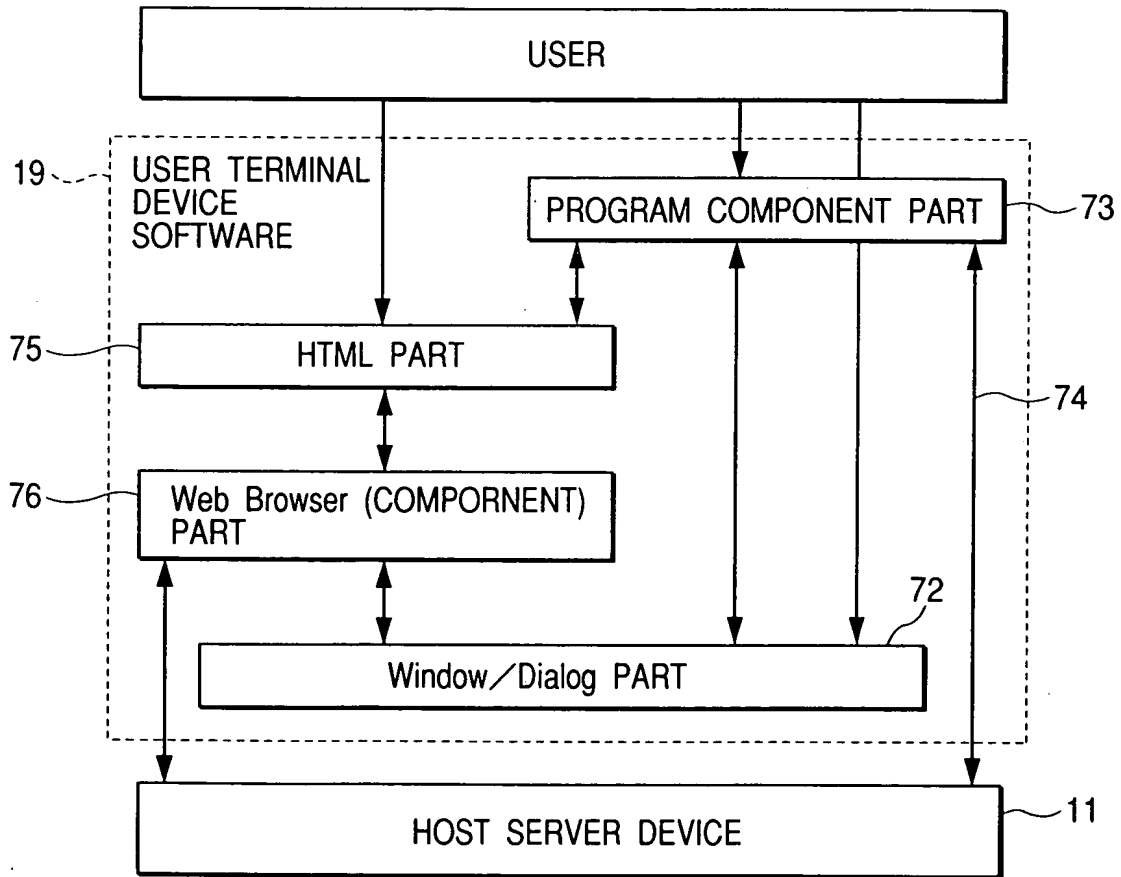 USER
19
USER TERMINAL
DEVICE
SOFTWARE
PROGRAM COMPONENT PART
73
75
HTML PART
74
76
Web Browser (COMPORNENT)
PART
72
Window/Dialog PART
HOST SERVER DEVICE
11